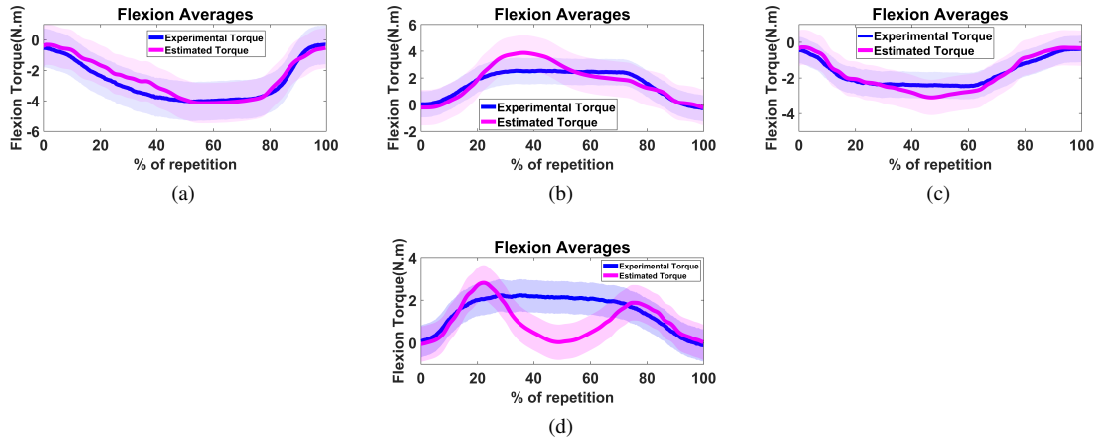 Flexion Averages
Flexion Torque(N.m)
0
-2
-4
-6
Experimental Torque
Estimated Torque
0 20 40 60 80 100
% of repetition
(a)
Flexion Averages
Flexion Torque(N.m)
6
4
2
0
-2
Experimental Torque
Estimated Torque
0 20 40 60 80 100
% of repetition
(b)
Flexion Averages
Flexion Torque(N.m)
0
-2
-4
Experimental Torque
Estimated Torque
0 20 40 60 80 100
% of repetition
(c)
Flexion Averages
Flexion Torque(N.m)
4
2
0
Experimental Torque
Estimated Torque
0 20 40 60 80 100
% of repetition
(d)